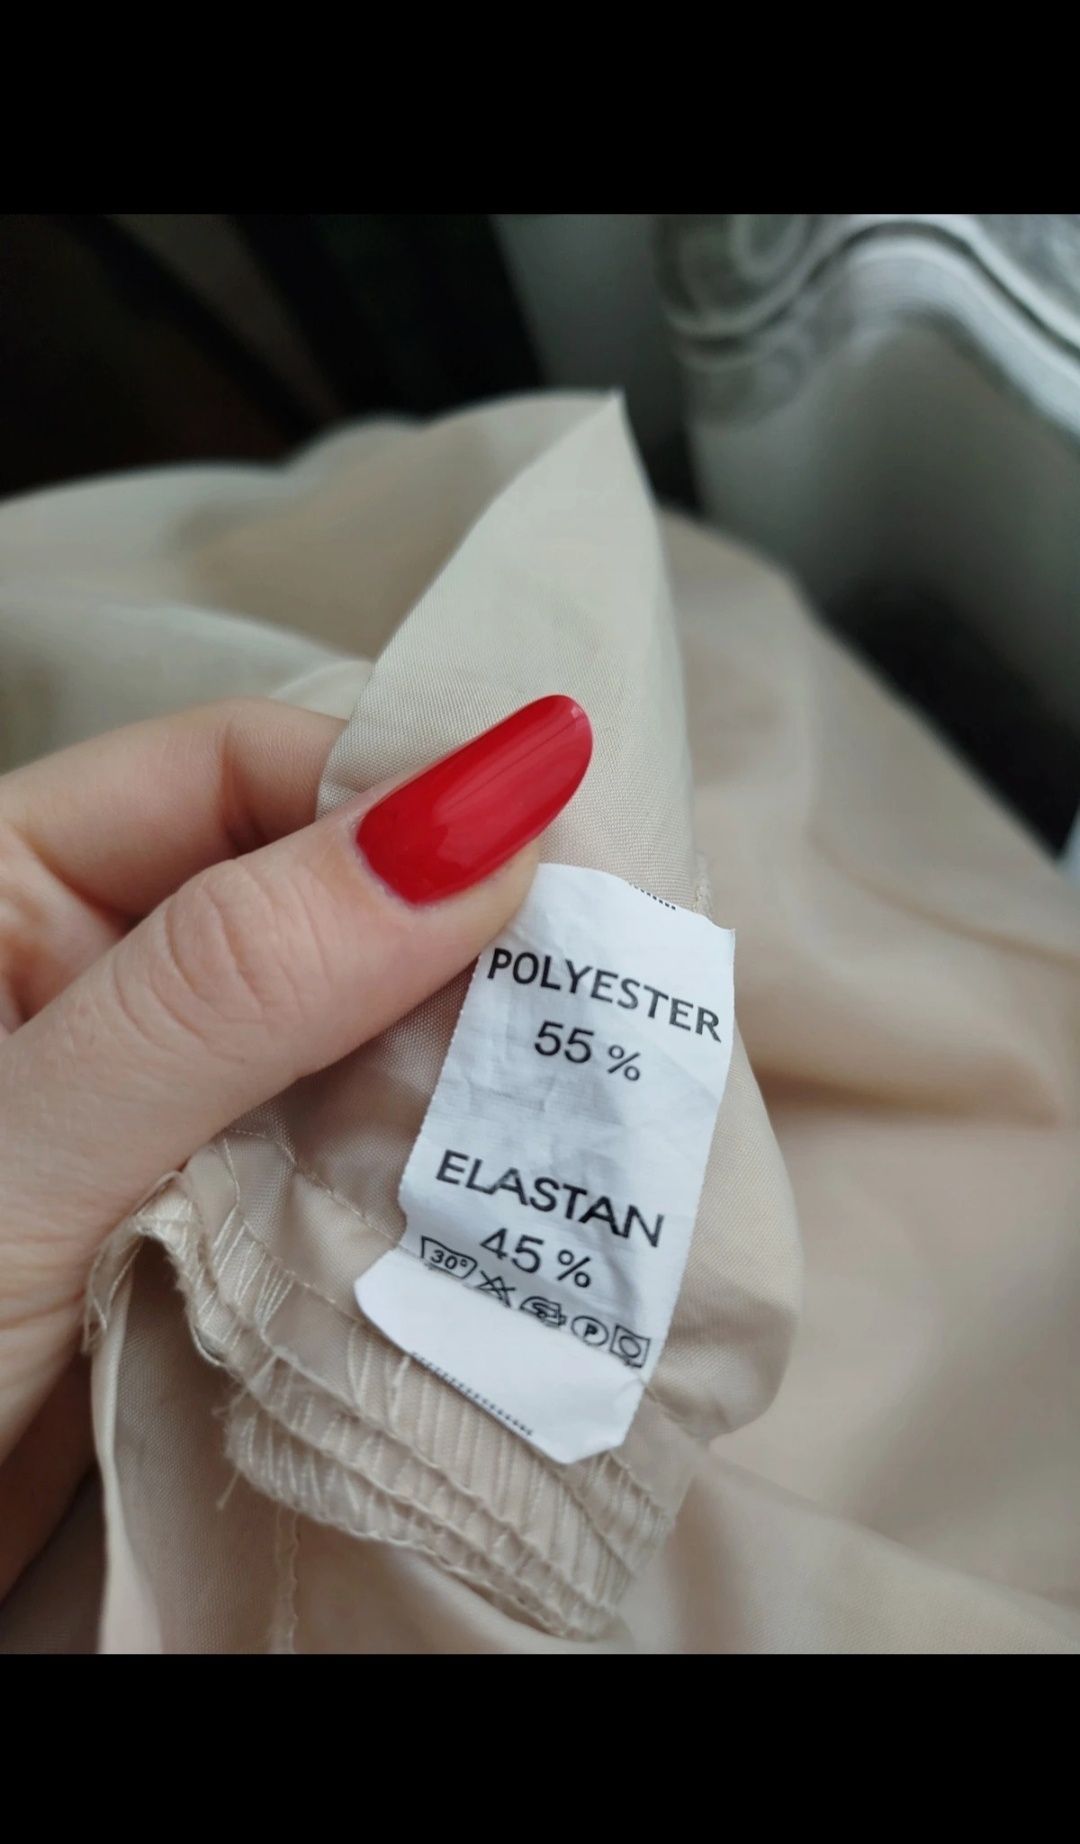 POLYESTER
55 %
ELASTAN
45 %
30° P